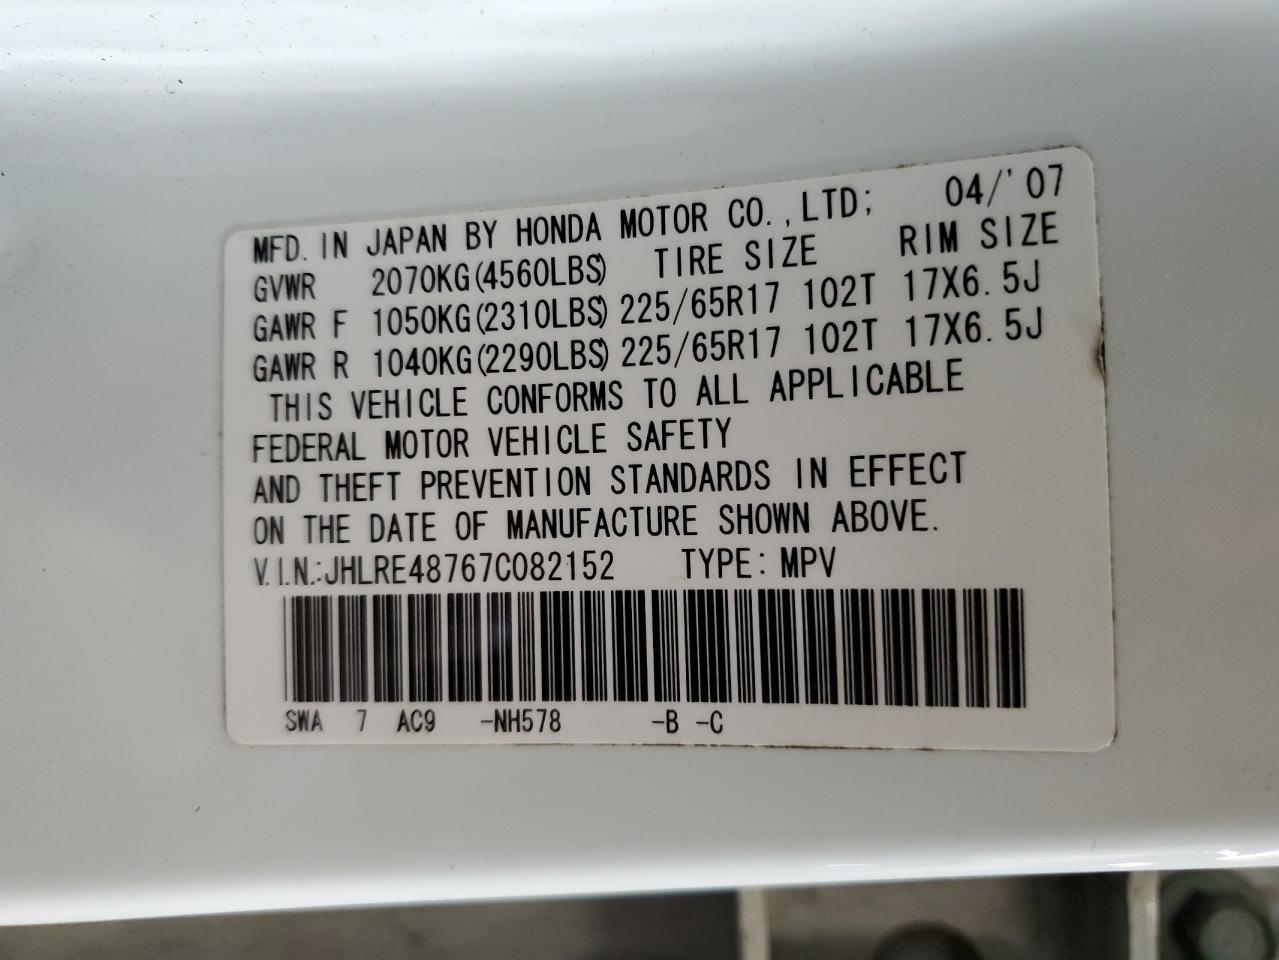 MFD. IN JAPAN BY HONDA MOTOR CO.,LTD; 04/'07
GVWR 2070KG(4560LBS) TIRE SIZE RIM SIZE
GAWR F 1050KG(2310LBS) 225/65R17 102T 17X6.5J
GAWR R 1040KG(2290LBS) 225/65R17 102T 17X6.5J
THIS VEHICLE CONFORMS TO ALL APPLICABLE
FEDERAL MOTOR VEHICLE SAFETY
AND THEFT PREVENTION STANDARDS IN EFFECT
ON THE DATE OF MANUFACTURE SHOWN ABOVE.
V.I.N.:JHLRE48767C082152 TYPE: MPV
SWA 7 AC9 -NH578 -B -C